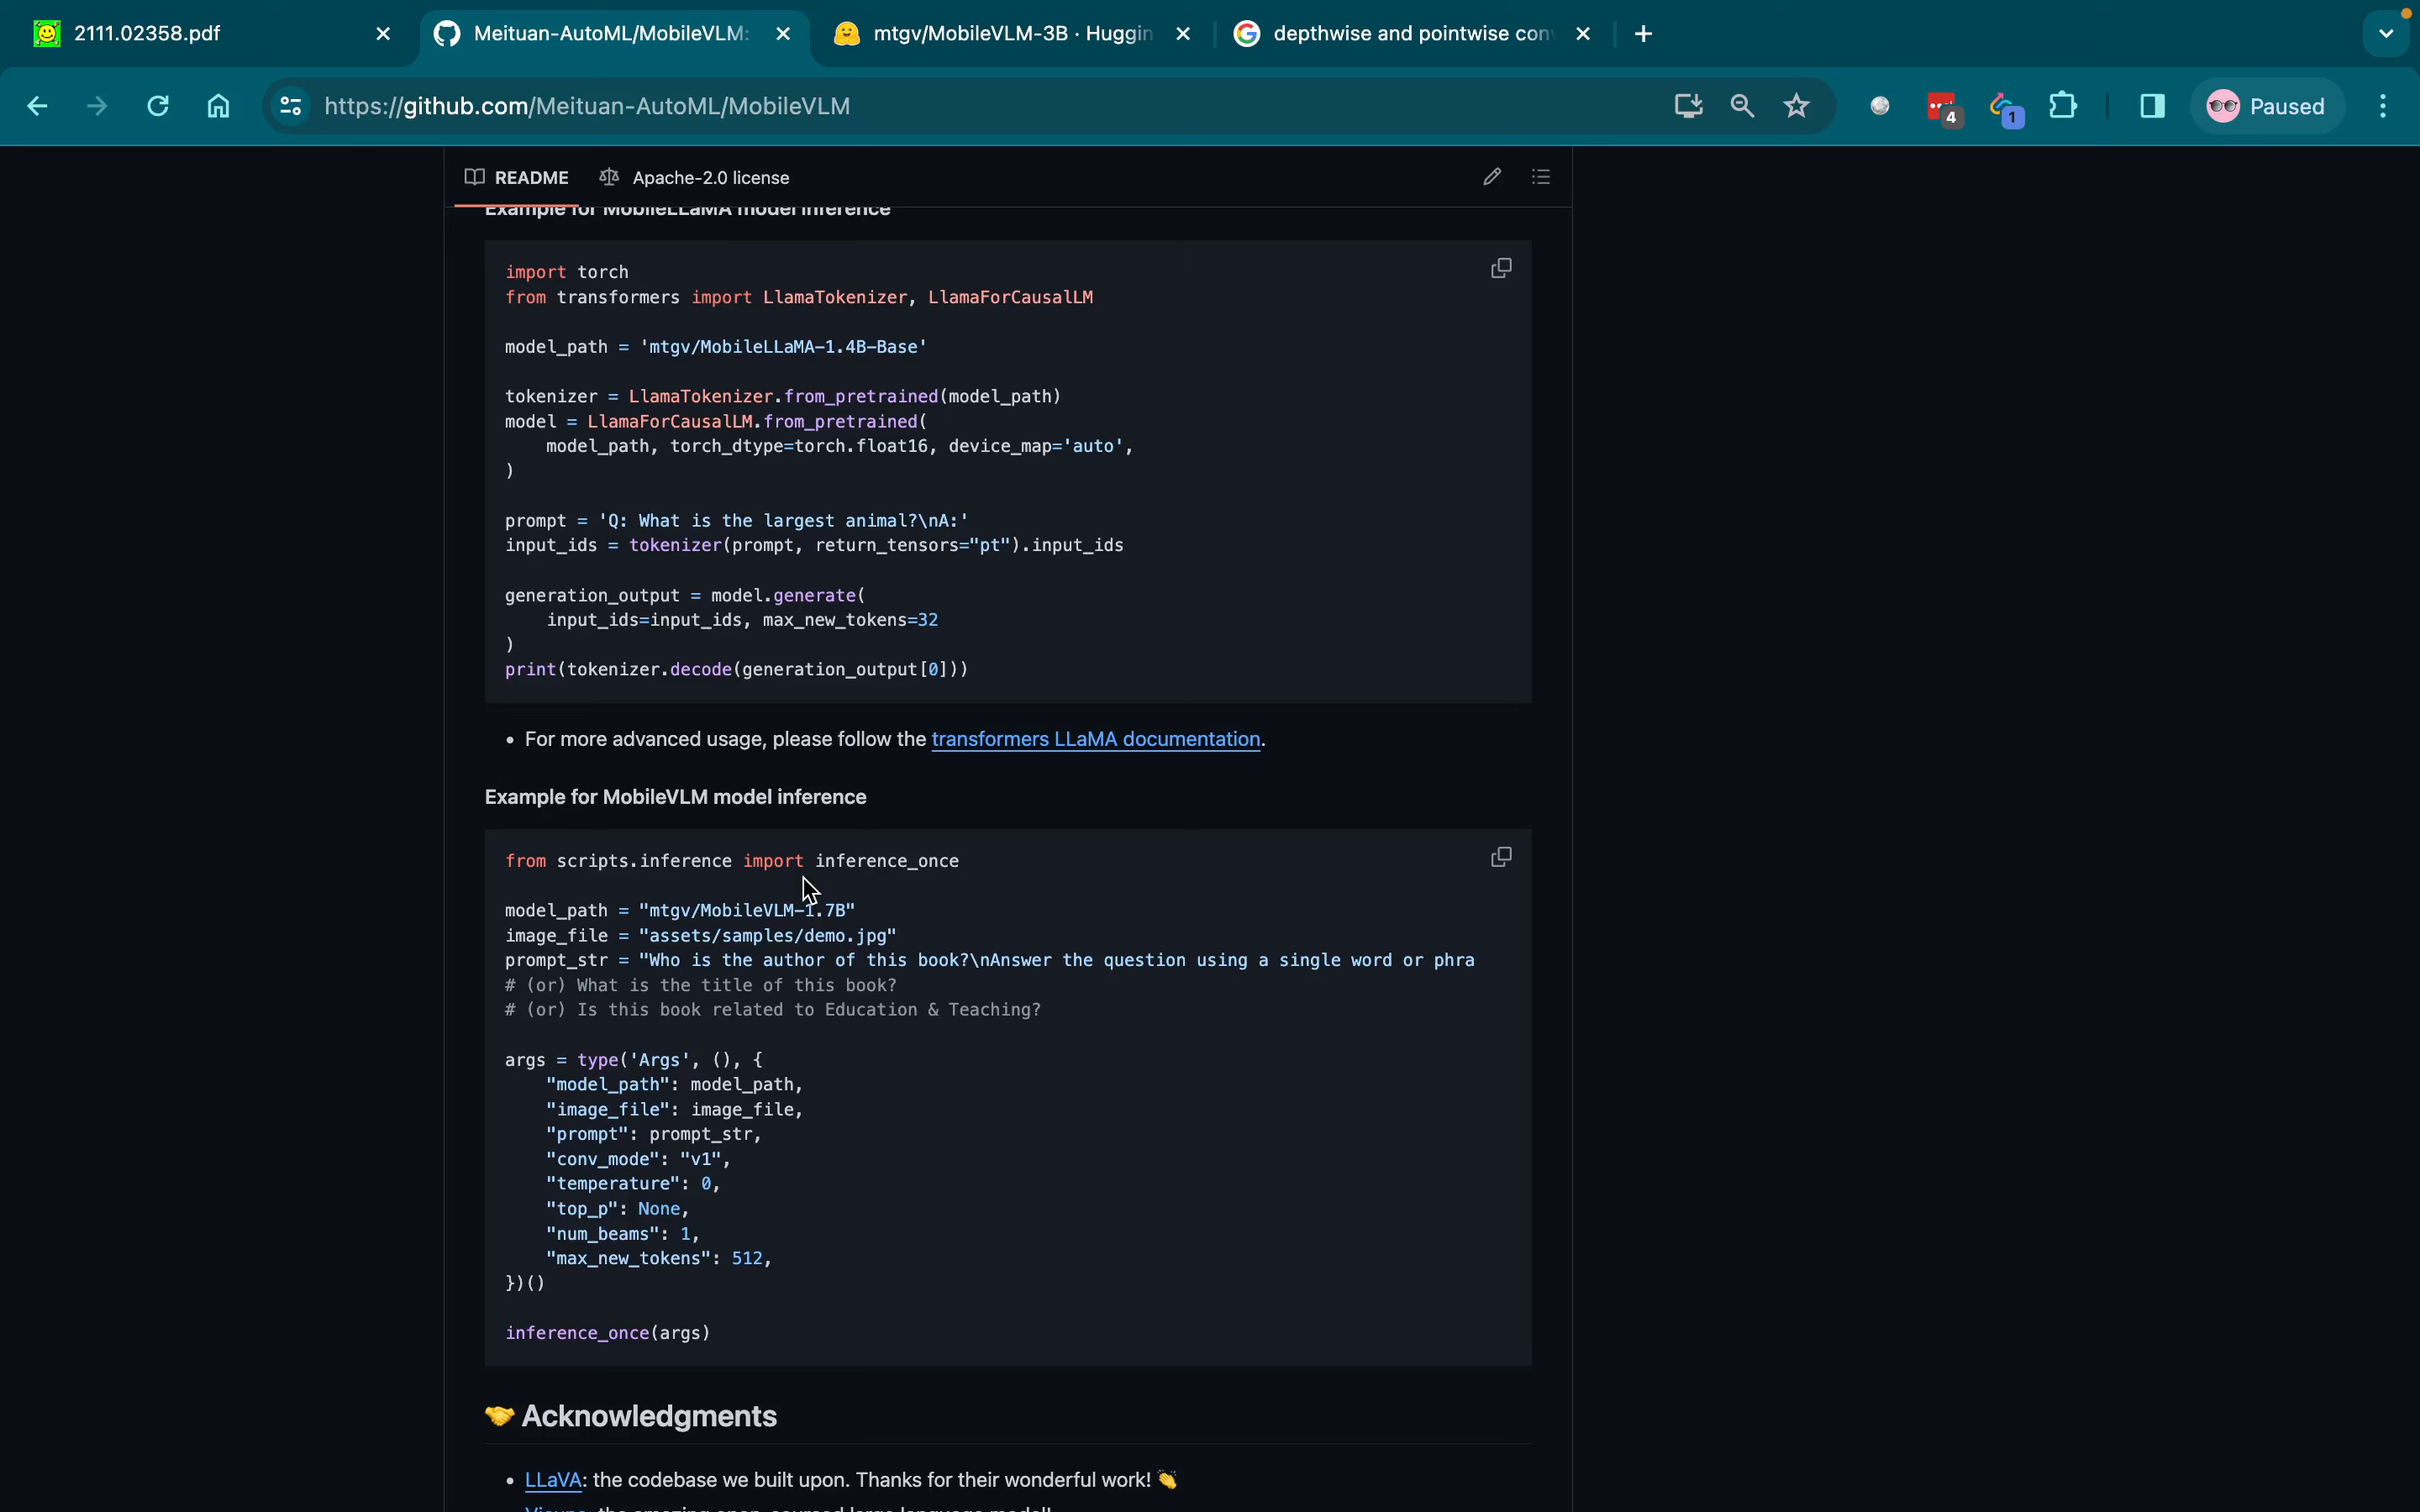 2111.02358.pdf
Meituan-AutoML/MobileVLM:
mtgv/MobileVLM-3B · Huggin
depthwise and pointwise con
https://github.com/Meituan-AutoML/MobileVLM
4
1
Paused
README
Apache-2.0 license
Example for MobileLLaMA model inference
import torch
from transformers import LlamaTokenizer, LlamaForCausalLM
model_path = 'mtgv/MobileLLaMA-1.4B-Base'
tokenizer = LlamaTokenizer.from_pretrained(model_path)
model = LlamaForCausalLM.from_pretrained(
model_path, torch_dtype=torch.float16, device_map='auto',
)
prompt = 'Q: What is the largest animal?\nA:'
input_ids = tokenizer(prompt, return_tensors="pt").input_ids
generation_output = model.generate(
input_ids=input_ids, max_new_tokens=32
)
print(tokenizer.decode(generation_output[0]))
• For more advanced usage, please follow the transformers LLaMA documentation.
Example for MobileVLM model inference
from scripts.inference import inference_once
model_path = "mtgv/MobileVLM-1.7B"
image_file = "assets/samples/demo.jpg"
prompt_str = "Who is the author of this book?\nAnswer the question using a single word or phra
# (or) What is the title of this book?
# (or) Is this book related to Education & Teaching?
args = type('Args', (), {
"model_path": model_path,
"image_file": image_file,
"prompt": prompt_str,
"conv_mode": "v1",
"temperature": 0,
"top_p": None,
"num_beams": 1,
"max_new_tokens": 512,
})()
inference_once(args)
🤝 Acknowledgments
• LLaVA: the codebase we built upon. Thanks for their wonderful work! 👏